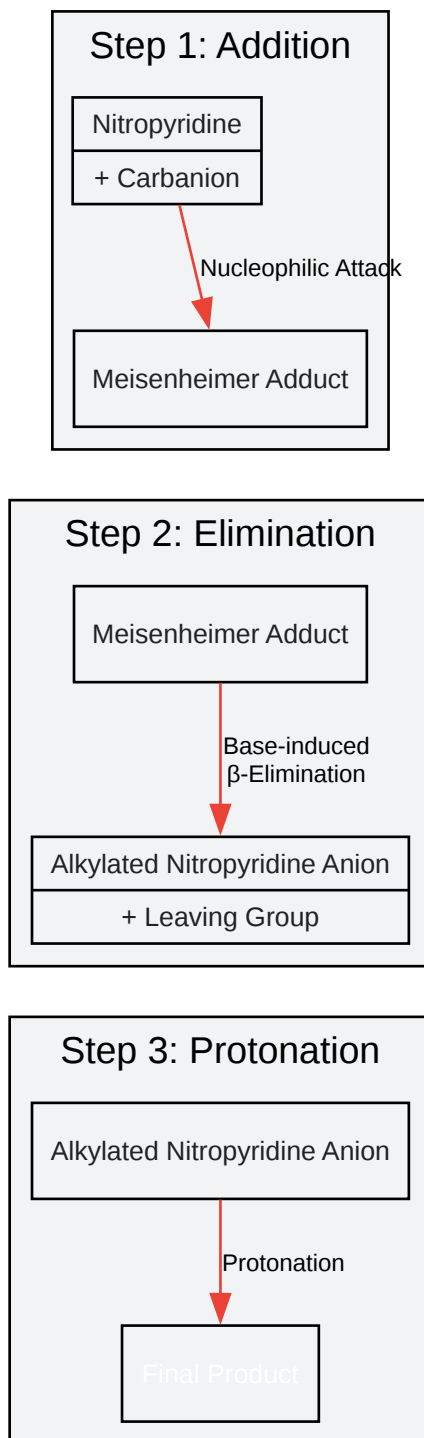 Step 1: Addition
Nitropyridine
+ Carbanion
Nucleophilic Attack
Meisenheimer Adduct
Step 2: Elimination
Meisenheimer Adduct
Base-induced
β-Elimination
Alkylated Nitropyridine Anion
+ Leaving Group
Step 3: Protonation
Alkylated Nitropyridine Anion
Protonation
Final Product